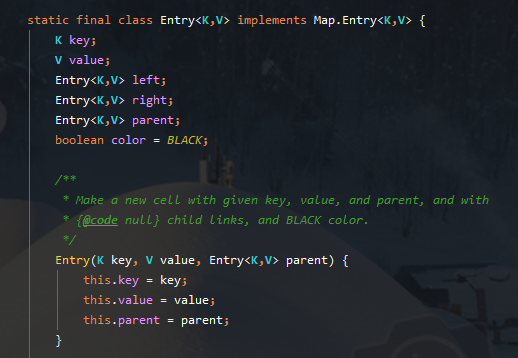 static final class Entry<K,V> implements Map.Entry<K,V> {
    K key;
    V value;
    Entry<K,V> left;
    Entry<K,V> right;
    Entry<K,V> parent;
    boolean color = BLACK;

    /**
     * Make a new cell with given key, value, and parent, and with
     * {@code null} child links, and BLACK color.
     */
    Entry(K key, V value, Entry<K,V> parent) {
        this.key = key;
        this.value = value;
        this.parent = parent;
    }